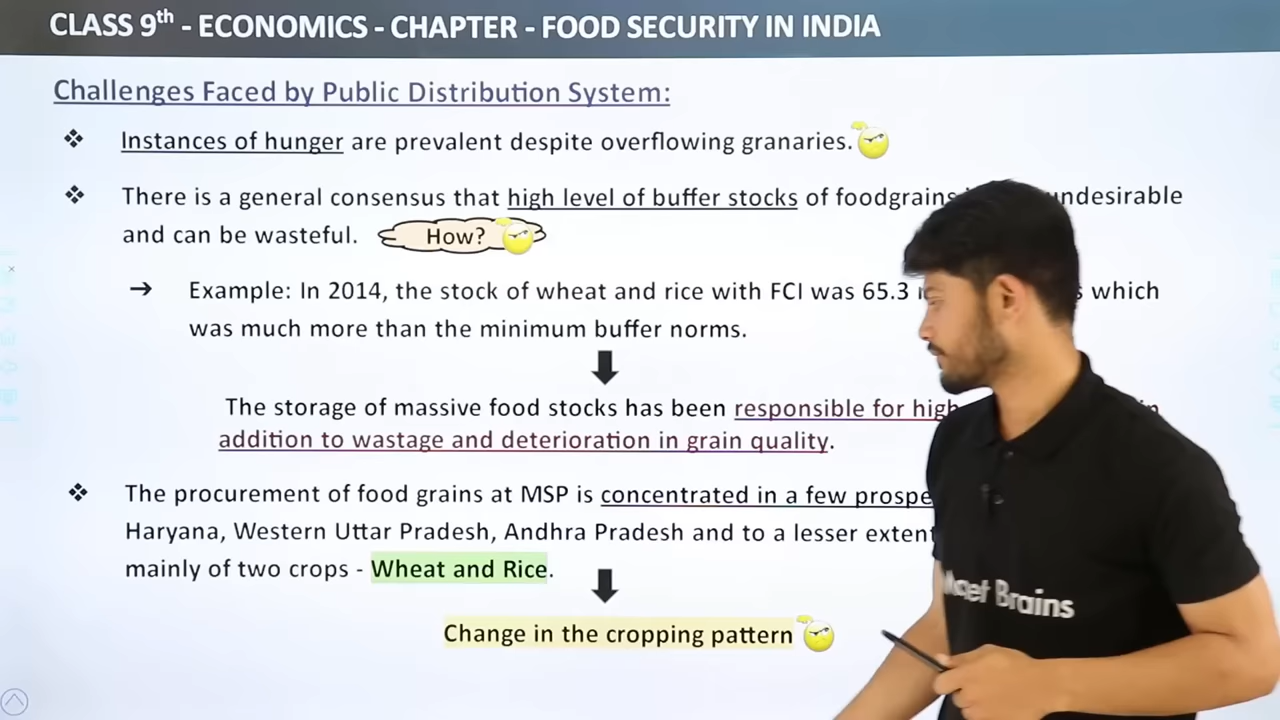 CLASS 9th - ECONOMICS - CHAPTER - FOOD SECURITY IN INDIA
Challenges Faced by Public Distribution System:
Instances of hunger are prevalent despite overflowing granaries.
There is a general consensus that high level of buffer stocks of foodgrains undesirable
and can be wasteful. How?
Example: In 2014, the stock of wheat and rice with FCI was 65.3 which
was much more than the minimum buffer norms.
The storage of massive food stocks has been responsible for high in
addition to wastage and deterioration in grain quality.
The procurement of food grains at MSP is concentrated in a few
Haryana, Western Uttar Pradesh, Andhra Pradesh and to a lesser extent
mainly of two crops - Wheat and Rice.
Change in the cropping pattern
Brains